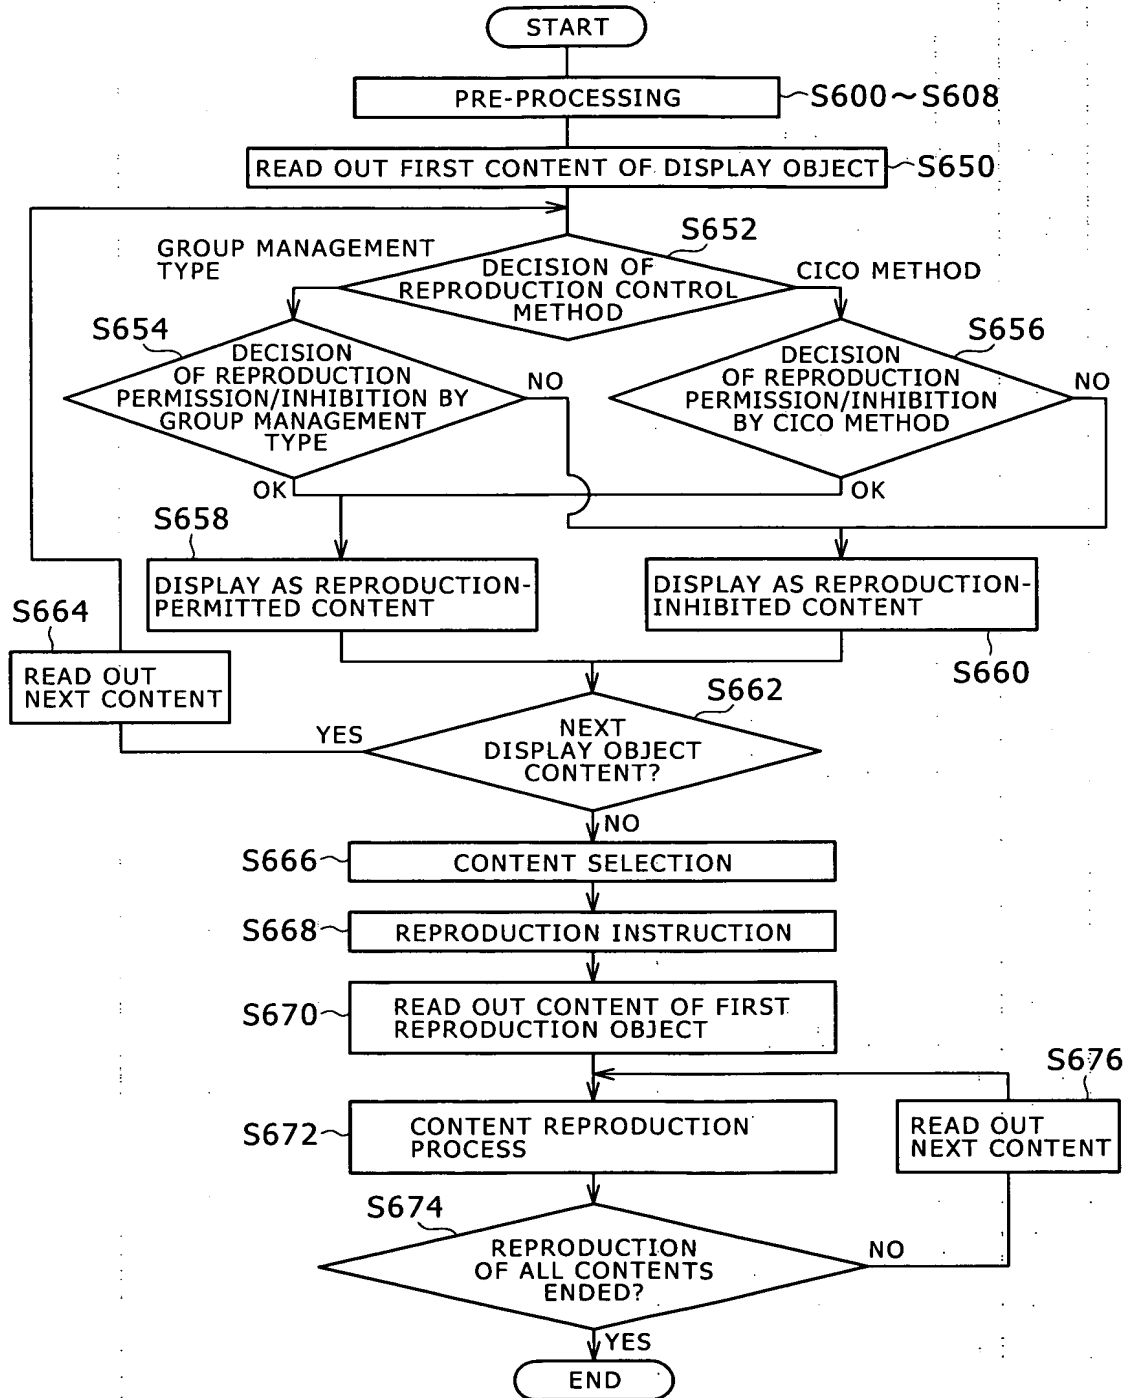 START
PRE-PROCESSING
S600~S608
READ OUT FIRST CONTENT OF DISPLAY OBJECT
S650
S652
GROUP MANAGEMENT
TYPE
DECISION OF
REPRODUCTION CONTROL
METHOD
CICO METHOD
S654
DECISION
OF REPRODUCTION
PERMISSION/INHIBITION BY
GROUP MANAGEMENT
TYPE
NO
OK
S656
DECISION
OF REPRODUCTION
PERMISSION/INHIBITION
BY CICO METHOD
NO
OK
S658
DISPLAY AS REPRODUCTION-
PERMITTED CONTENT
DISPLAY AS REPRODUCTION-
INHIBITED CONTENT
S660
S664
READ OUT
NEXT CONTENT
S662
YES
NEXT
DISPLAY OBJECT
CONTENT?
NO
S666
CONTENT SELECTION
S668
REPRODUCTION INSTRUCTION
S670
READ OUT CONTENT OF FIRST
REPRODUCTION OBJECT
S676
READ OUT
NEXT CONTENT
S672
CONTENT REPRODUCTION
PROCESS
S674
REPRODUCTION
OF ALL CONTENTS
ENDED?
NO
YES
END